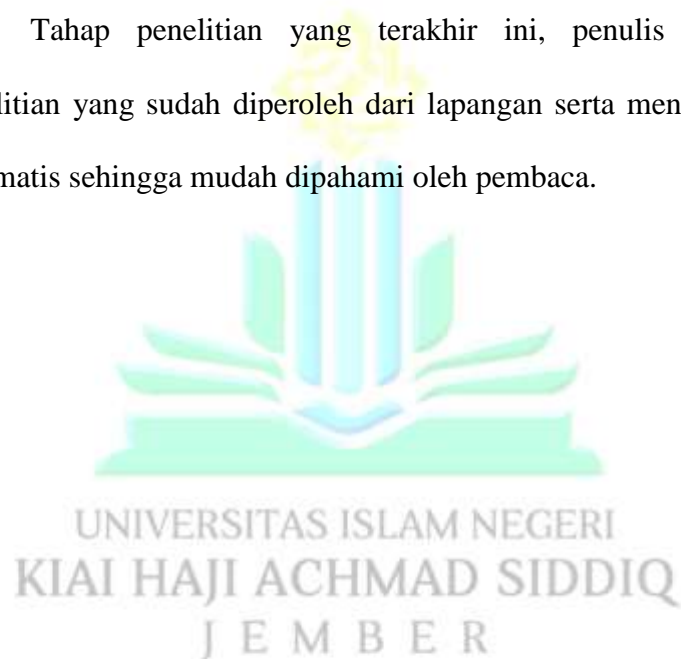 Tahap penelitian yang terakhir ini, penulis
litian yang sudah diperoleh dari lapangan serta men
matis sehingga mudah dipahami oleh pembaca.
UNIVERSITAS ISLAM NEGERI
KIAI HAJI ACHMAD SIDDIQ
JEMBER